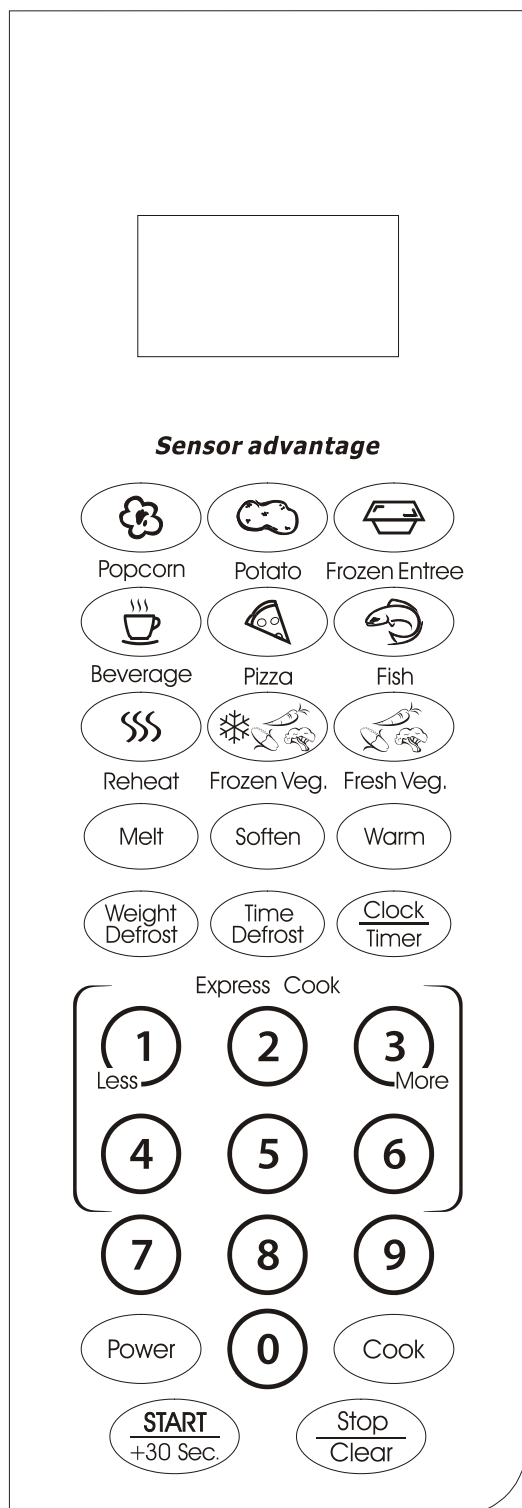 Sensor advantage
Popcorn Potato Frozen Entree
Beverage Pizza Fish
Reheat Frozen Veg. Fresh Veg.
Melt Soften Warm
Weight Defrost
Time Defrost
Clock
Timer
Express Cook
1 2 3
Less More
4 5 6
7 8 9
Power 0 Cook
START
+30 Sec.
Stop
Clear